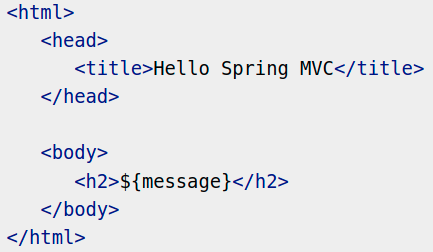 <html>
   <head>
      <title>Hello Spring MVC</title>
   </head>

   <body>
      <h2>${message}</h2>
   </body>
</html>